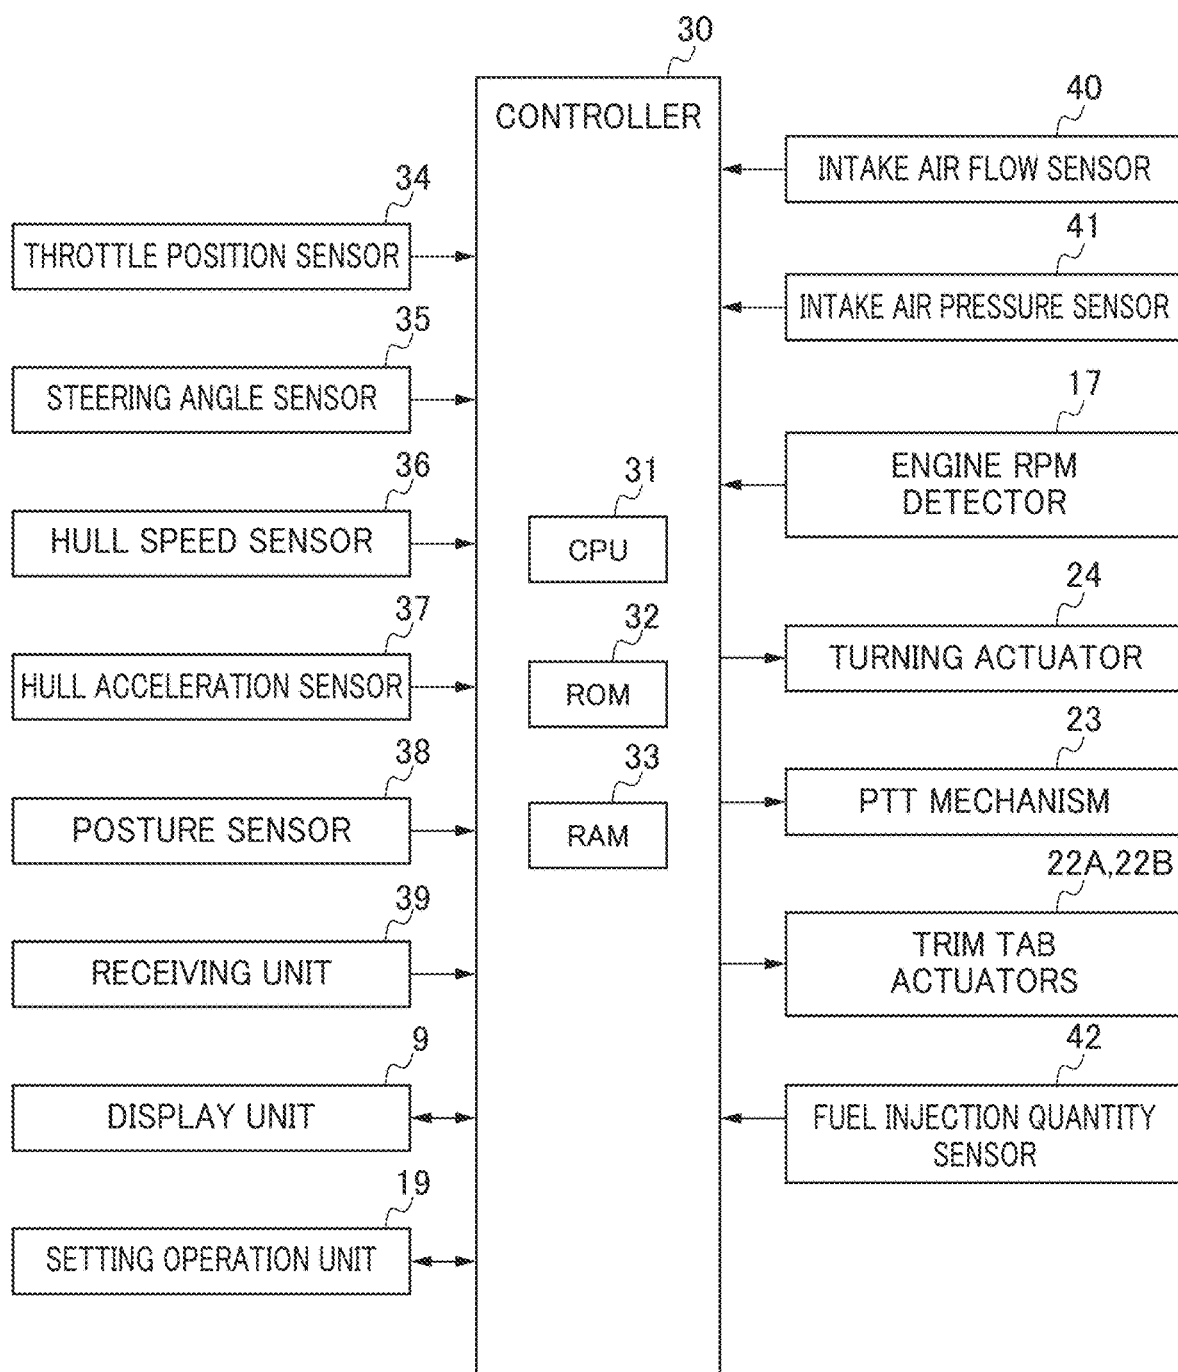 30
CONTROLLER
34
THROTTLE POSITION SENSOR
35
STEERING ANGLE SENSOR
36
HULL SPEED SENSOR
37
HULL ACCELERATION SENSOR
38
POSTURE SENSOR
39
RECEIVING UNIT
9
DISPLAY UNIT
19
SETTING OPERATION UNIT
31
CPU
32
ROM
33
RAM
40
INTAKE AIR FLOW SENSOR
41
INTAKE AIR PRESSURE SENSOR
17
ENGINE RPM
DETECTOR
24
TURNING ACTUATOR
23
PTT MECHANISM
22A,22B
TRIM TAB
ACTUATORS
42
FUEL INJECTION QUANTITY
SENSOR